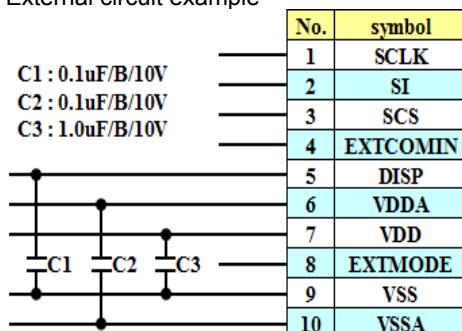 External circuit example
No. symbol
1 SCLK
2 SI
3 SCS
4 EXTCOMIN
5 DISP
6 VDDA
7 VDD
8 EXTMODE
9 VSS
10 VSSA
C1 : 0.1uF/B/10V
C2 : 0.1uF/B/10V
C3 : 1.0uF/B/10V
C1 C2 C3